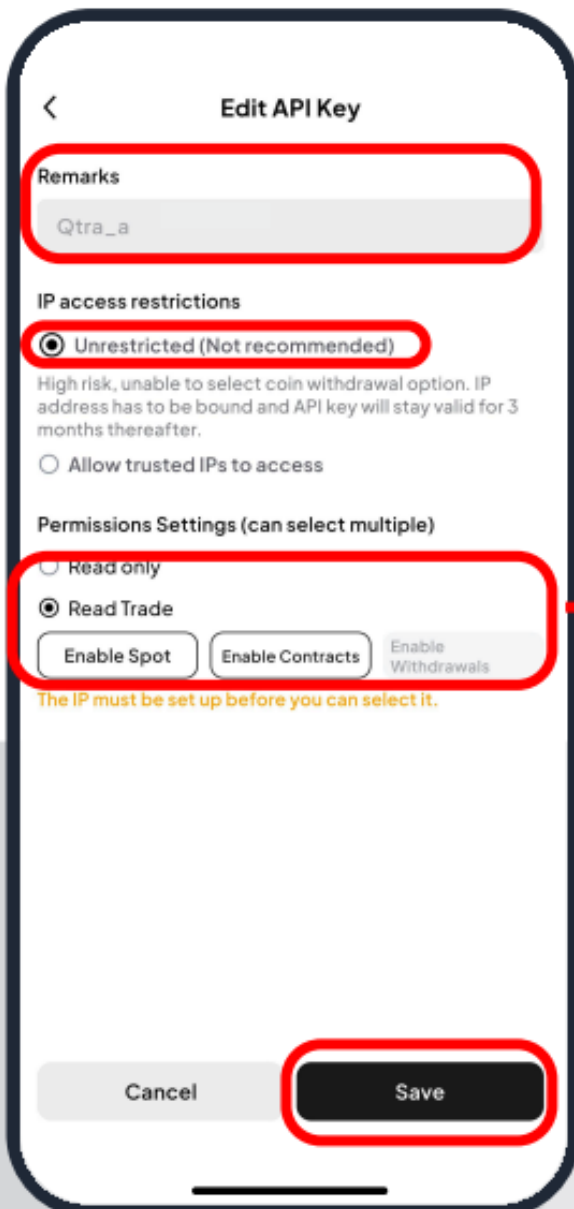 Edit API Key
Remarks
Qtra_a
IP access restrictions
Unrestricted (Not recommended)
High risk, unable to select coin withdrawal option. IP
address has to be bound and API key will stay valid for 3
months thereafter.
Allow trusted IPs to access
Permissions Settings (can select multiple)
Read only
Read Trade
Enable Spot
Enable Contracts
Enable
Withdrawals
The IP must be set up before you can select it.
Cancel
Save